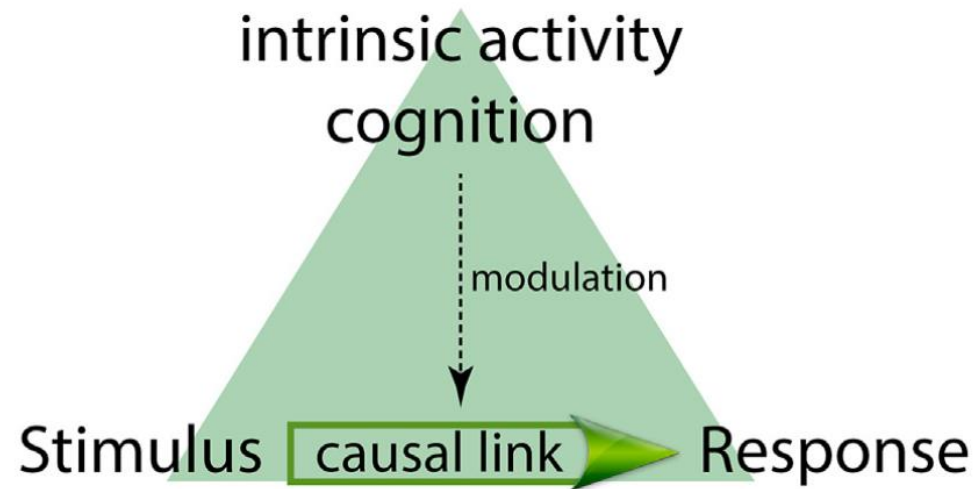 intrinsic activity
cognition
modulation
Stimulus causal link Response